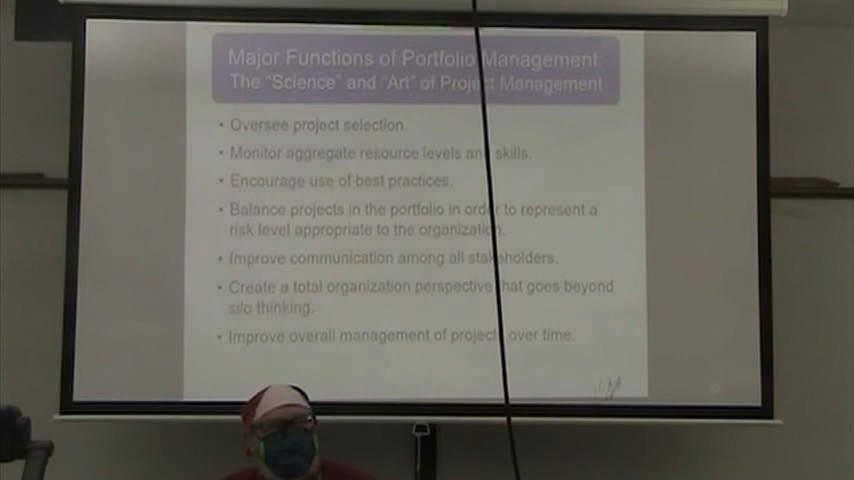 Major Functions of Portfolio Management:
The "Science" and "Art" of Project Management
• Oversee project selection.
• Monitor aggregate resource levels and skills.
• Encourage use of best practices.
• Balance projects in the portfolio in order to represent a
risk level appropriate to the organization.
• Improve communication among all stakeholders.
• Create a total organization perspective that goes beyond
silo thinking.
• Improve overall management of projects over time.